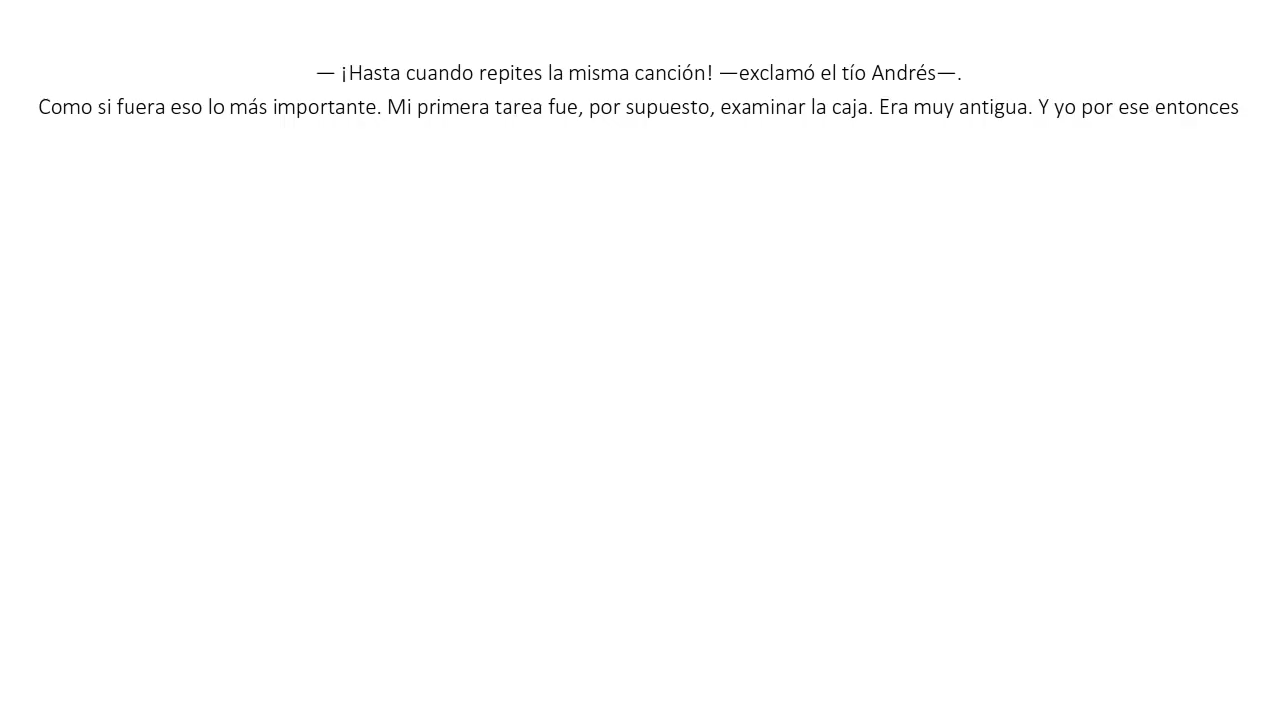 — ¡Hasta cuando repites la misma canción! —exclamó el tío Andrés—.
Como si fuera eso lo más importante. Mi primera tarea fue, por supuesto, examinar la caja. Era muy antigua. Y yo por ese entonces